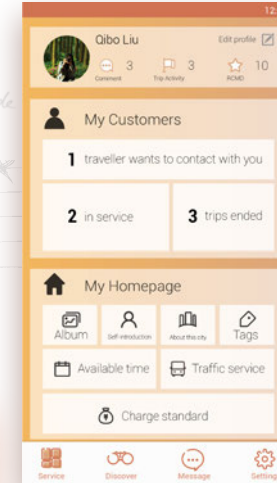 12:
Qibo Liu
Edit profile
3
3
10
Comment
Trip Activity
RCMD
My Customers
1 traveller wants to contact with you
2 in service
3 trips ended
My Homepage
Album
Self-introduction
About this city
Tags
Available time
Traffic service
Charge standard
Service
Discover
Message
Setting